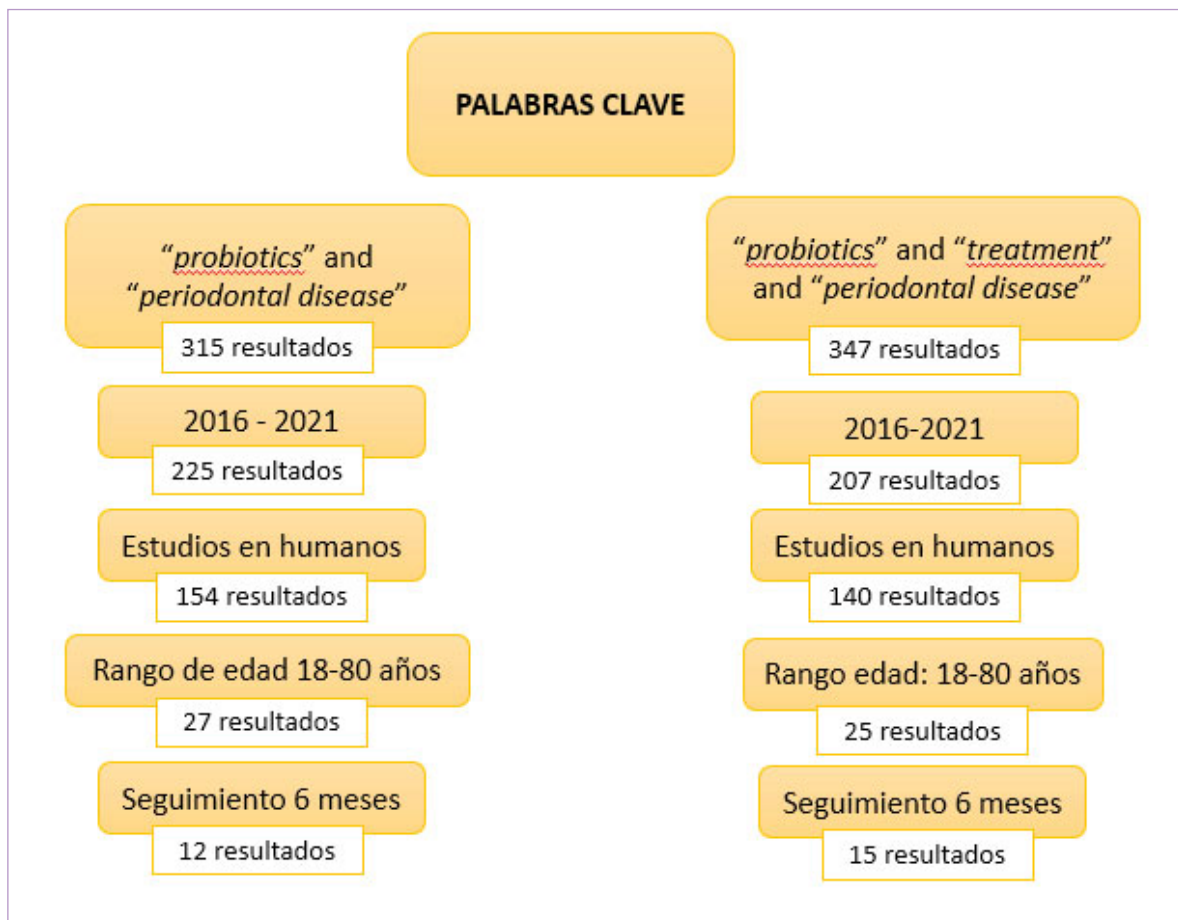 PALABRAS CLAVE
“probiotics” and
“periodontal disease”
315 resultados
2016 - 2021
225 resultados
Estudios en humanos
154 resultados
Rango de edad 18-80 años
27 resultados
Seguimiento 6 meses
12 resultados
“probiotics” and “treatment”
and “periodontal disease”
347 resultados
2016-2021
207 resultados
Estudios en humanos
140 resultados
Rango edad: 18-80 años
25 resultados
Seguimiento 6 meses
15 resultados